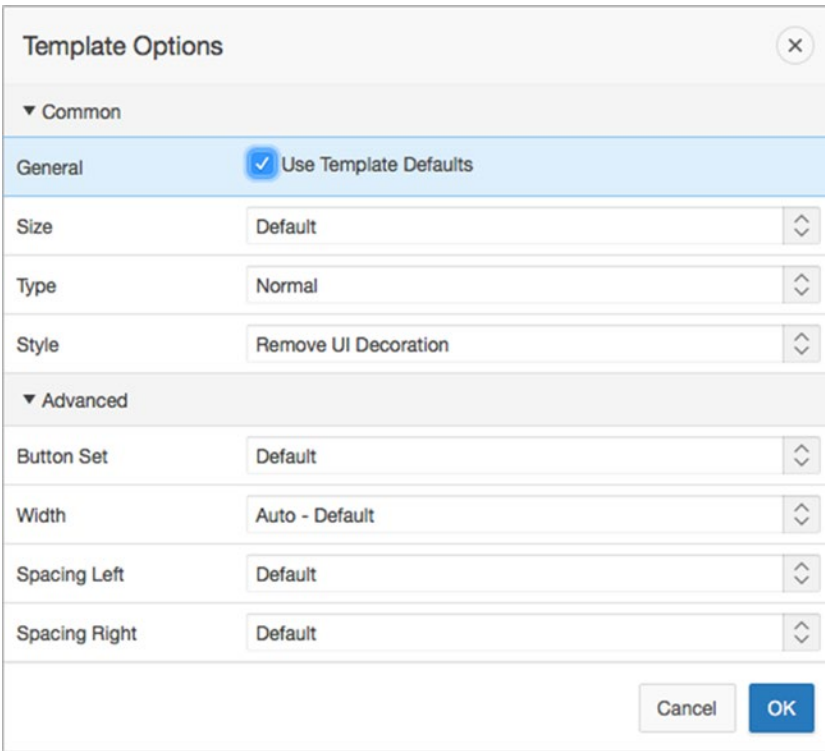 Template Options
Common
General Use Template Defaults
Size Default
Type Normal
Style Remove UI Decoration
Advanced
Button Set Default
Width Auto - Default
Spacing Left Default
Spacing Right Default
Cancel OK